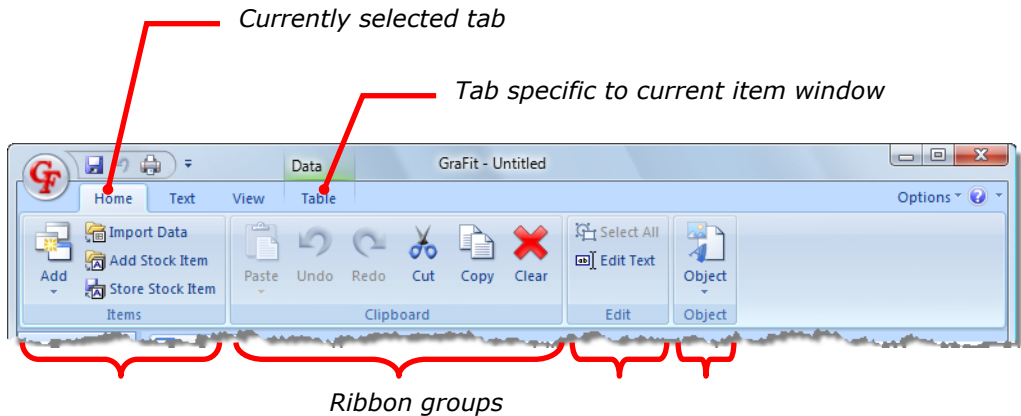 Currently selected tab
Tab specific to current item window
GF
Data
GraFit - Untitled
Home Text View Table Options
Import Data
Add Stock Item
Store Stock Item
Add
Paste Undo Redo Cut Copy Clear
Select All
Edit Text
Object
Items Clipboard Edit Object
Ribbon groups